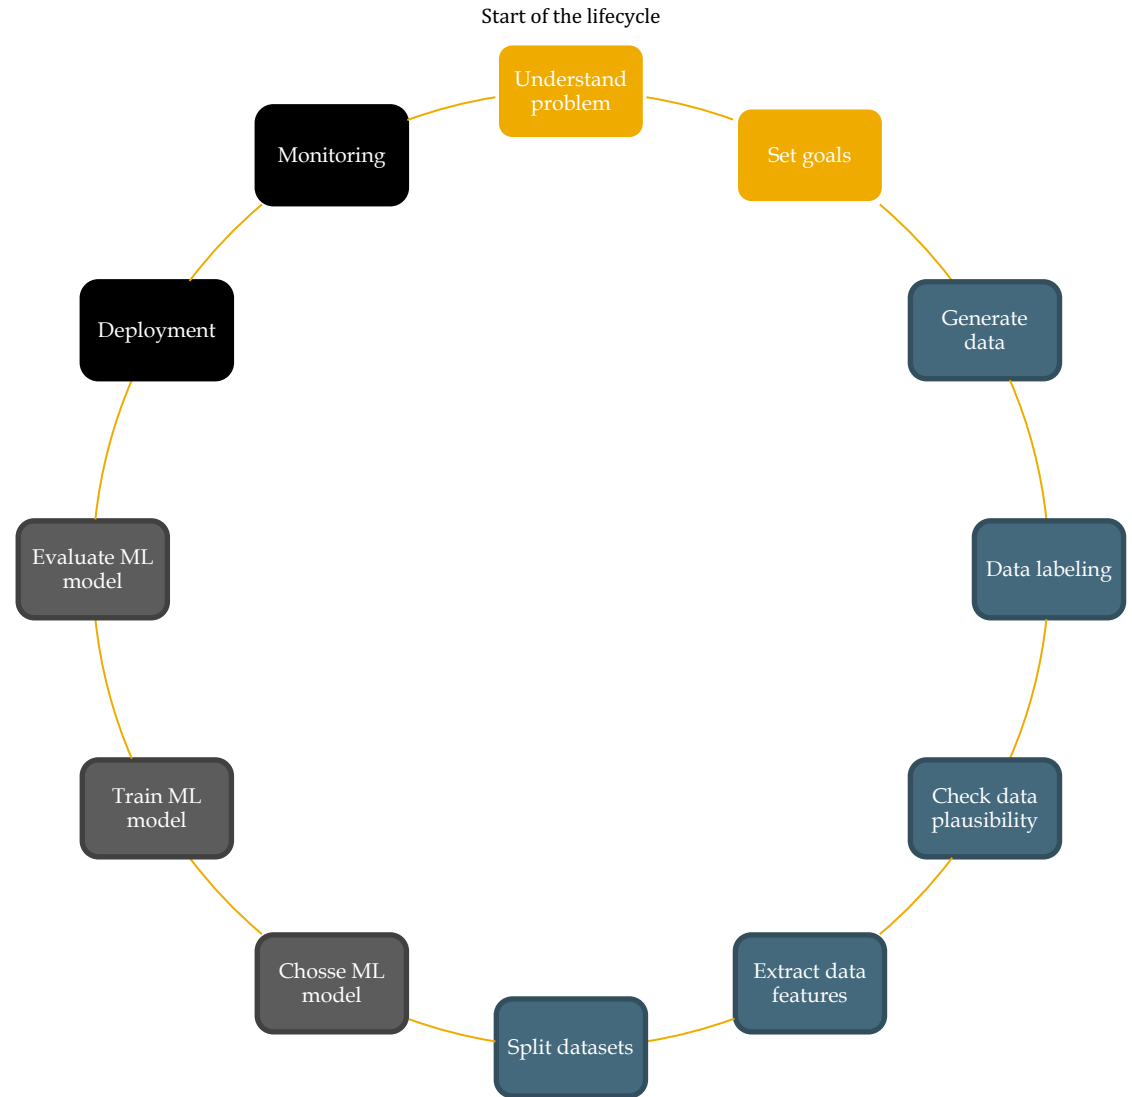 Start of the lifecycle
Understand
problem
Set goals
Generate
data
Data labeling
Check data
plausibility
Extract data
features
Split datasets
Chosse ML
model
Train ML
model
Evaluate ML
model
Deployment
Monitoring